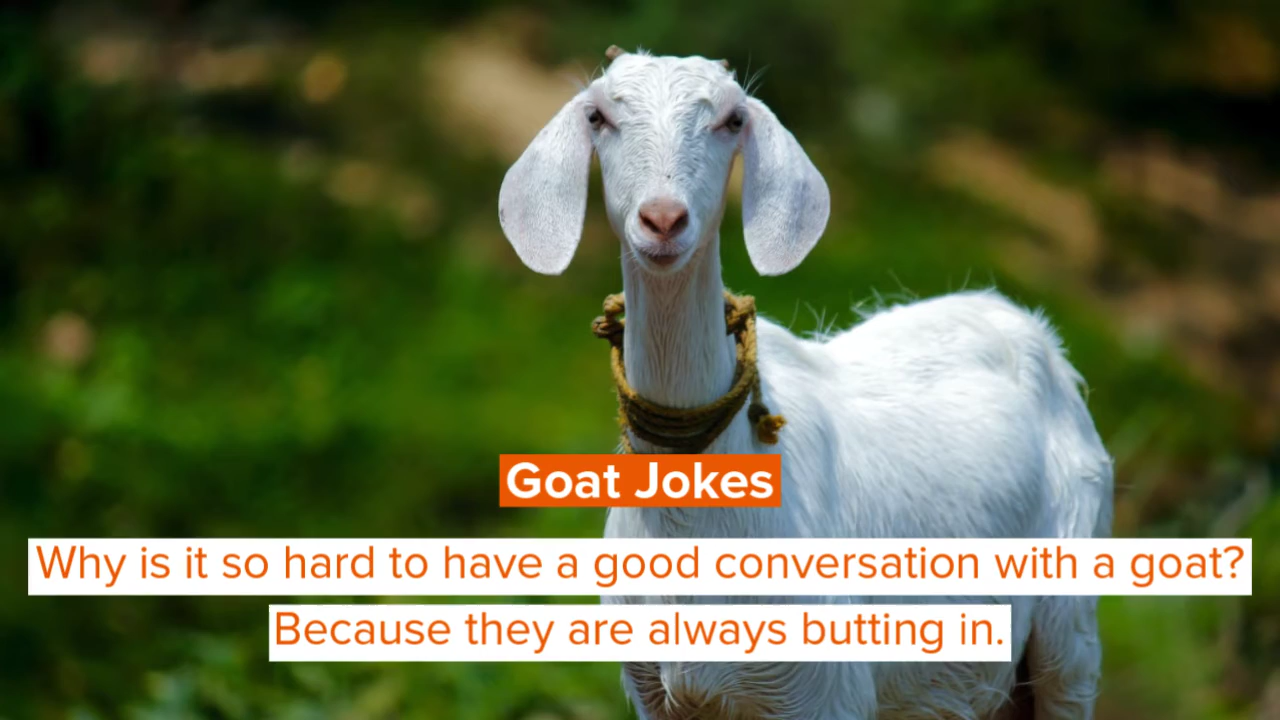 Goat Jokes
Why is it so hard to have a good conversation with a goat?
Because they are always butting in.